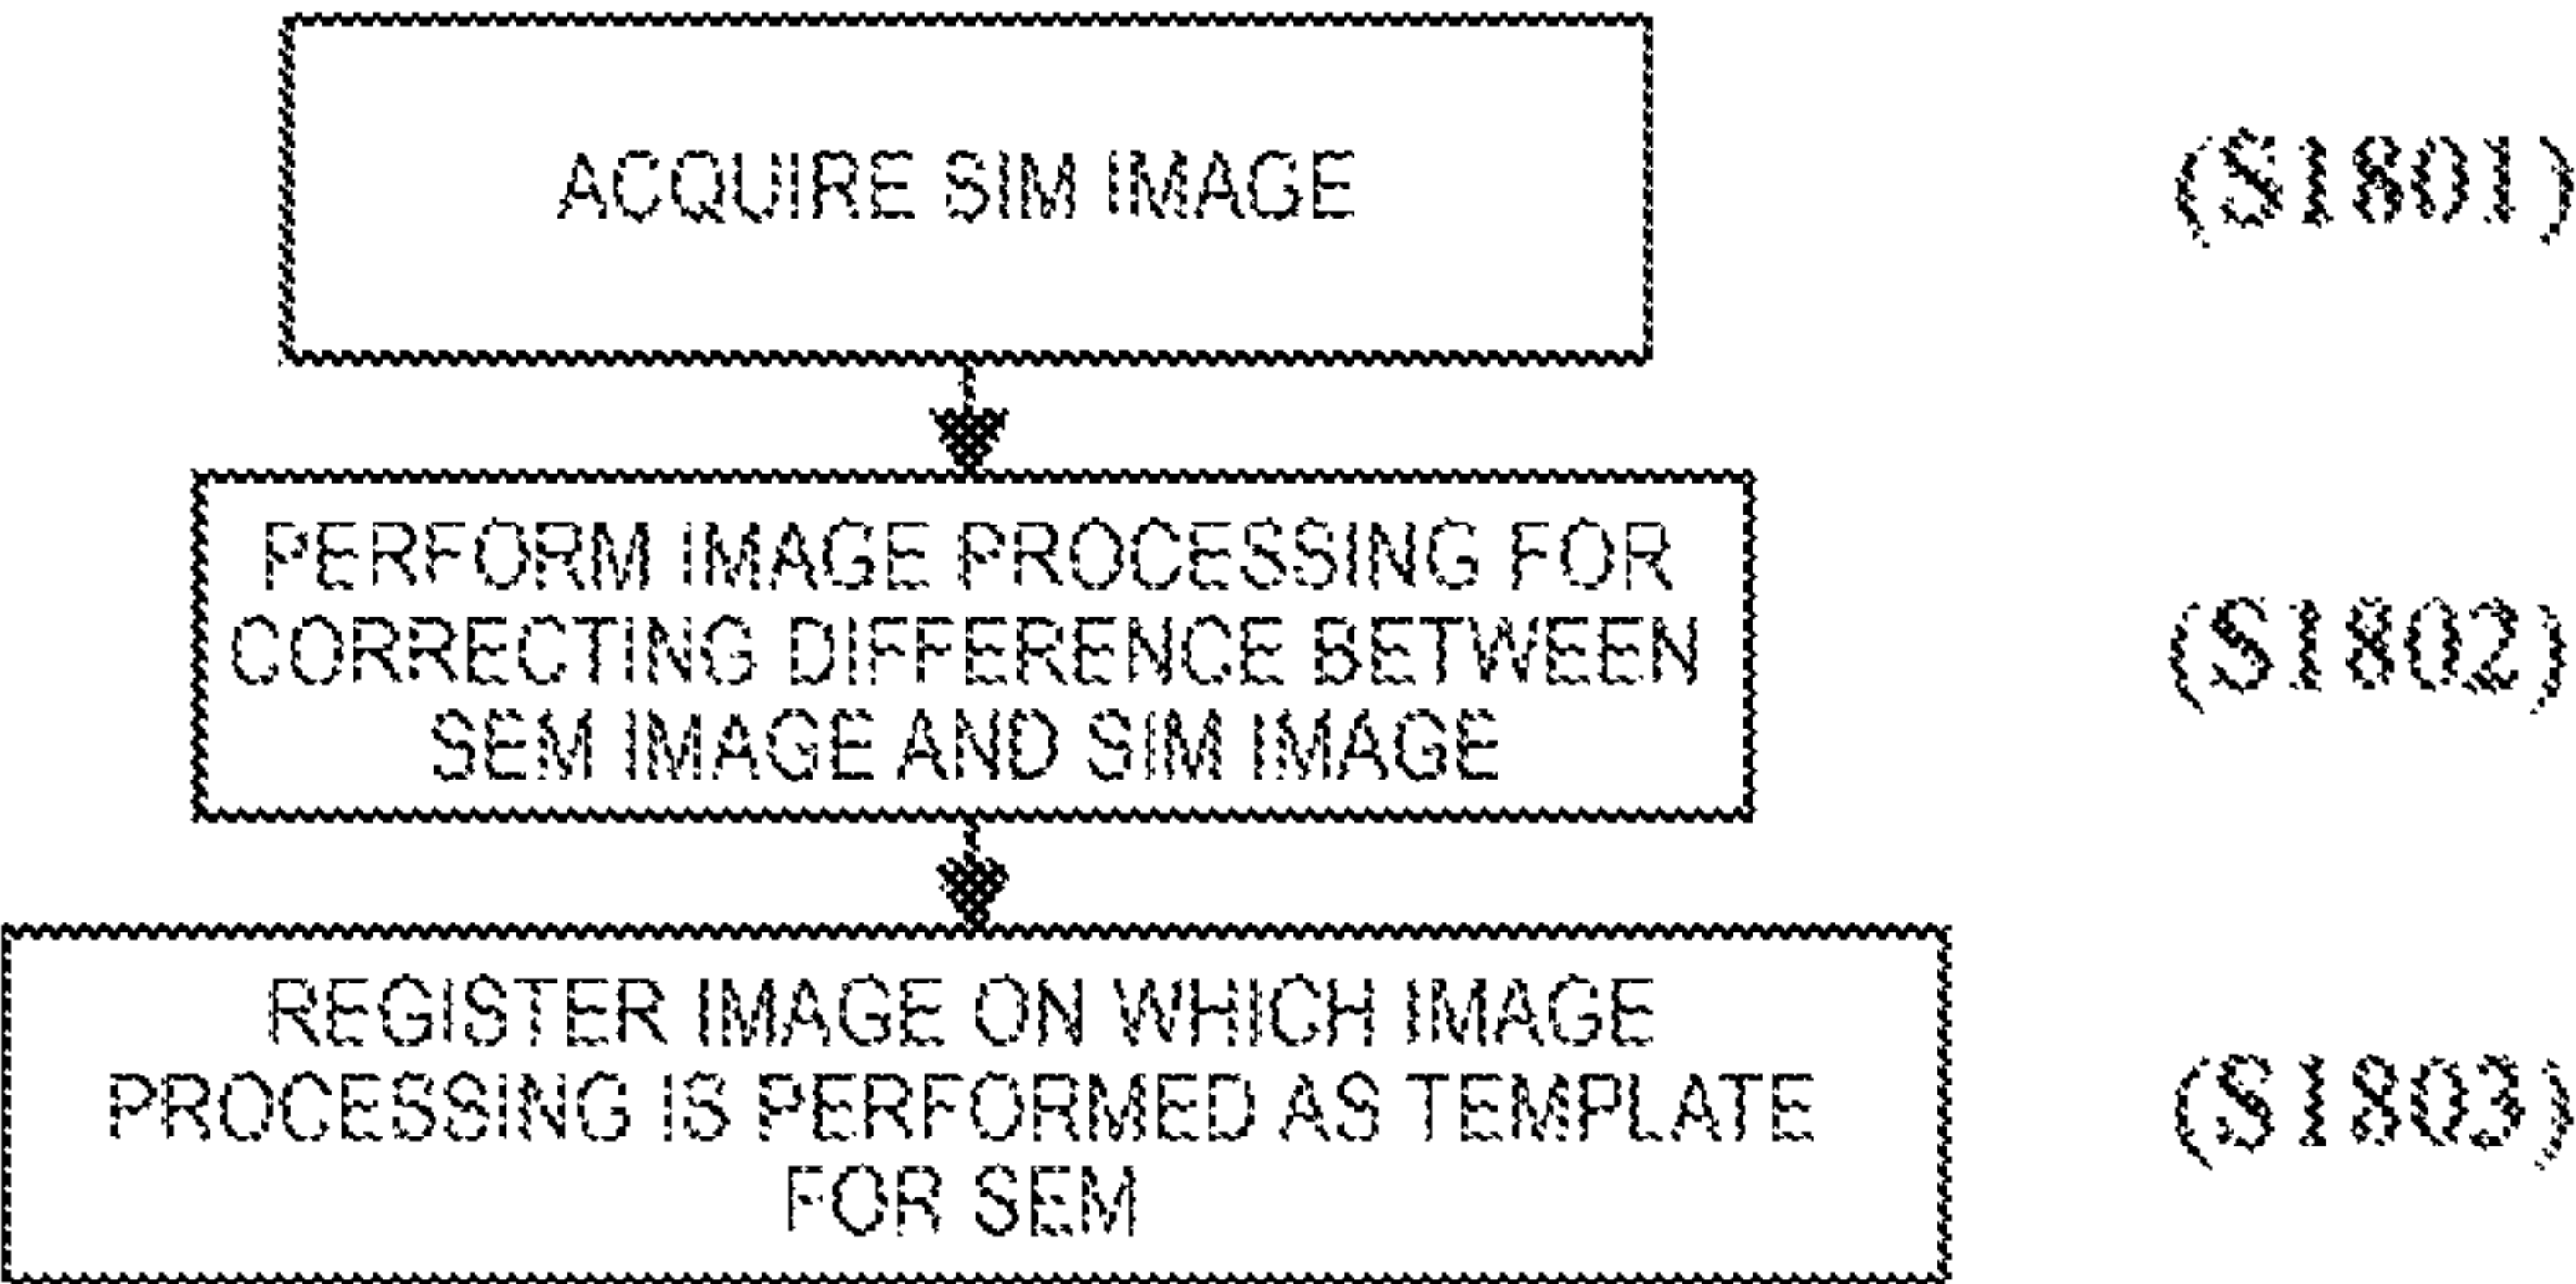 ACQUIRE SIM IMAGE
(S1801)
PERFORM IMAGE PROCESSING FOR
CORRECTING DIFFERENCE BETWEEN
SEM IMAGE AND SIM IMAGE
(S1802)
REGISTER IMAGE ON WHICH IMAGE
PROCESSING IS PERFORMED AS TEMPLATE
FOR SEM
(S1803)